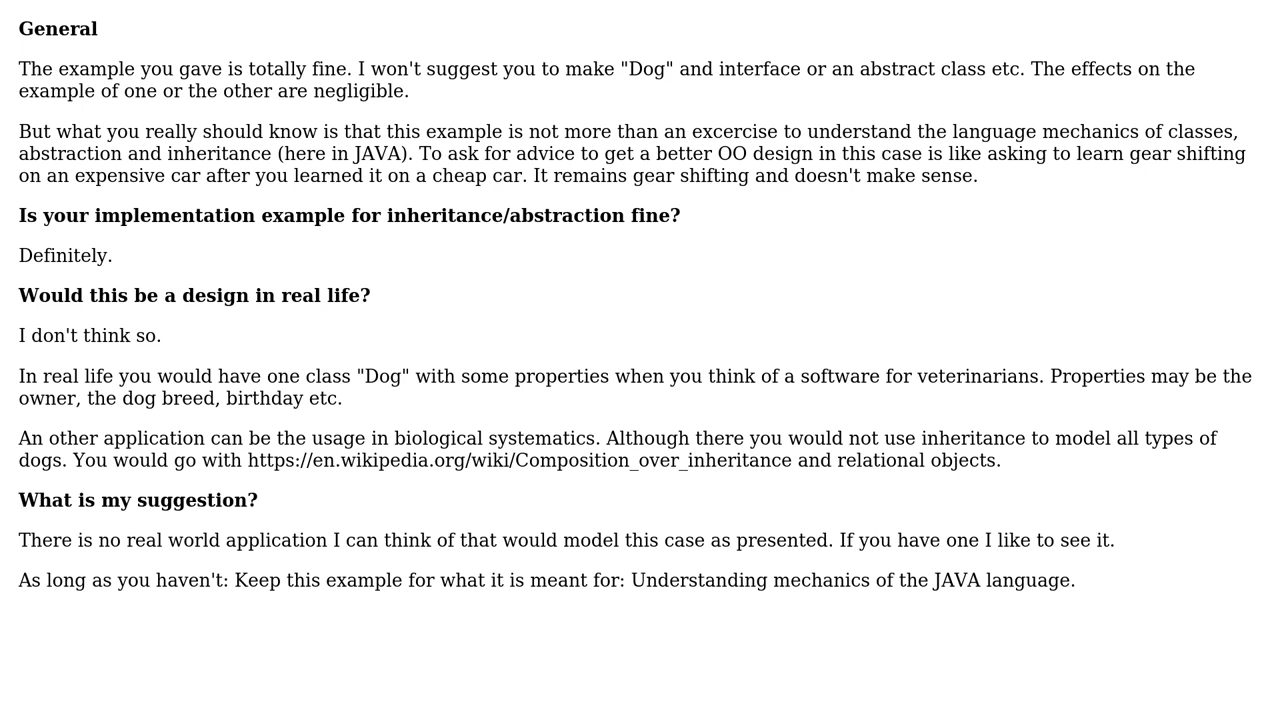 General
The example you gave is totally fine. I won't suggest you to make "Dog" and interface or an abstract class etc. The effects on the
example of one or the other are negligible.
But what you really should know is that this example is not more than an excercise to understand the language mechanics of classes,
abstraction and inheritance (here in JAVA). To ask for advice to get a better OO design in this case is like asking to learn gear shifting
on an expensive car after you learned it on a cheap car. It remains gear shifting and doesn't make sense.
Is your implementation example for inheritance/abstraction fine?
Definitely.
Would this be a design in real life?
I don't think so.
In real life you would have one class "Dog" with some properties when you think of a software for veterinarians. Properties may be the
owner, the dog breed, birthday etc.
An other application can be the usage in biological systematics. Although there you would not use inheritance to model all types of
dogs. You would go with https://en.wikipedia.org/wiki/Composition_over_inheritance and relational objects.
What is my suggestion?
There is no real world application I can think of that would model this case as presented. If you have one I like to see it.
As long as you haven't: Keep this example for what it is meant for: Understanding mechanics of the JAVA language.